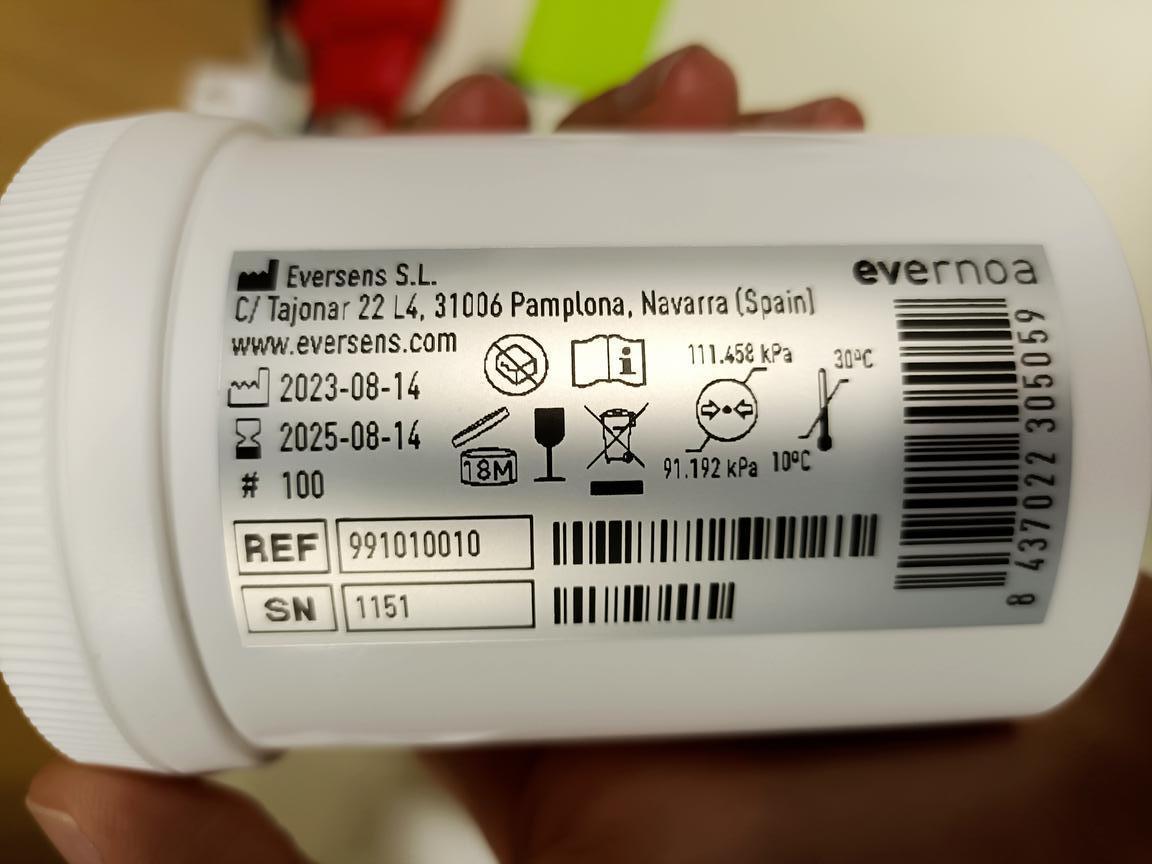 Eversens S.L.
C/ Tajonar 22 L4, 31006 Pamplona, Navarra (Spain)
www.eversens.com
2023-08-14
2025-08-14
# 100
18M
111.458 kPa
91.192 kPa
30ºC
10ºC
evernoa
REF 991010010
SN 1151
8 437022 305059